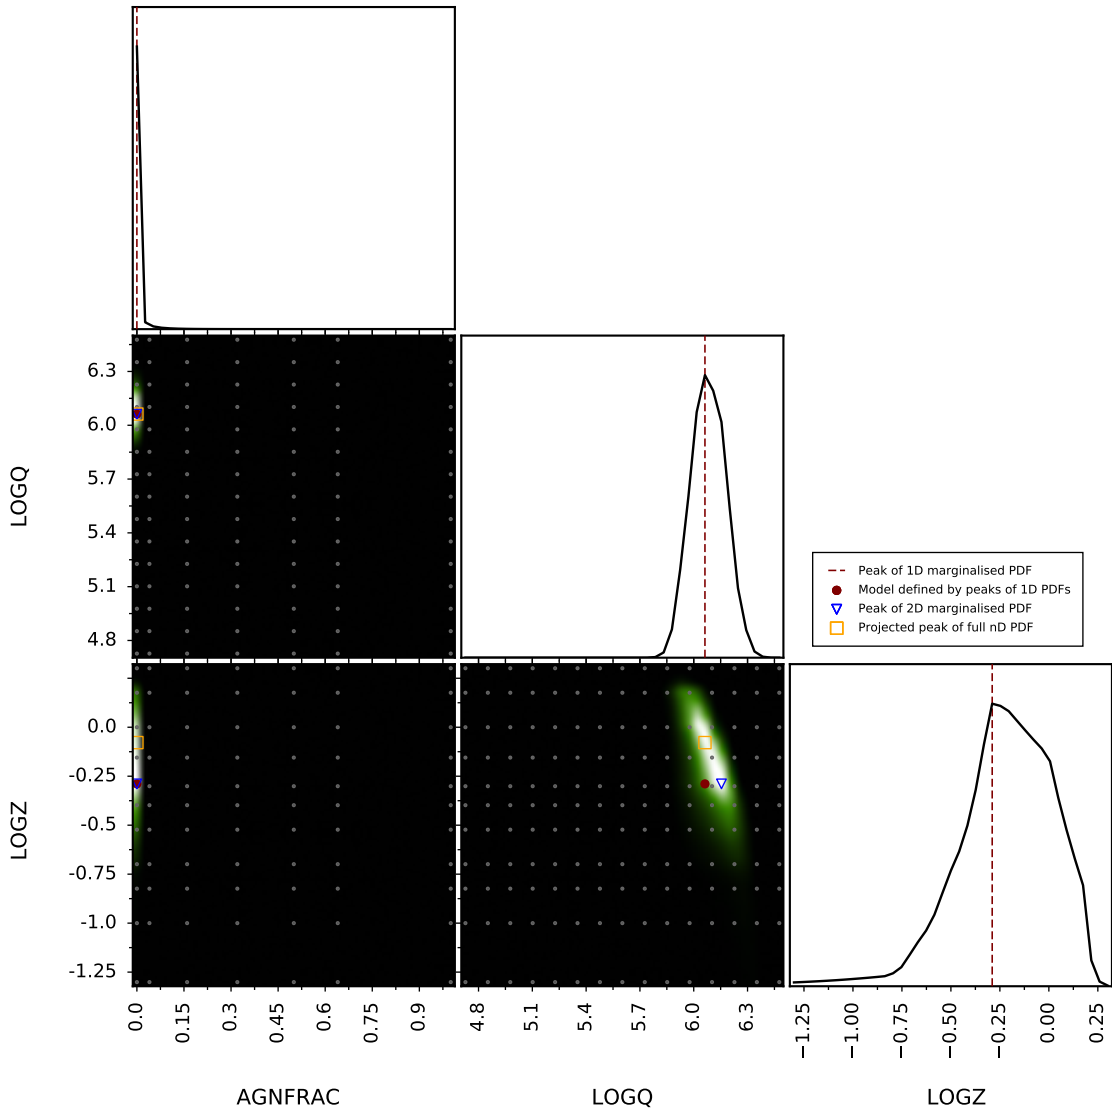 6.3
6.0
5.7
5.4
5.1
4.8
LOGQ
Peak of 1D marginalised PDF
Model defined by peaks of 1D PDFs
Peak of 2D marginalised PDF
Projected peak of full nD PDF
0.0
-0.25
-0.5
-0.75
-1.0
-1.25
LOGZ
0.0 0.15 0.3 0.45 0.6 0.75 0.9
4.8 5.1 5.4 5.7 6.0 6.3
−1.25 −1.00 −0.75 −0.50 −0.25 0.00 0.25
AGNFRAC LOGQ LOGZ